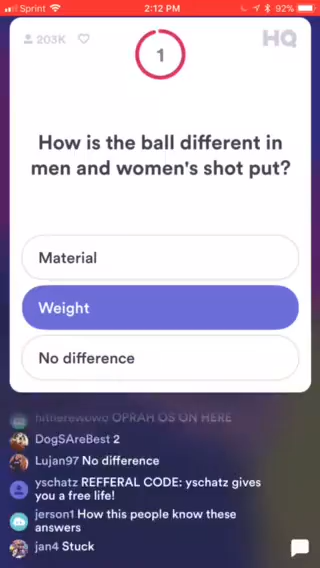 Sprint 2:12 PM 92%
203K HQ
1
How is the ball different in
men and women's shot put?
Material
Weight
No difference
hitherewowo OPRAH OS ON HERE
DogSAreBest 2
Lujan97 No difference
yschatz REFFERAL CODE: yschatz gives
you a free life!
jerson1 How this people know these
answers
jan4 Stuck